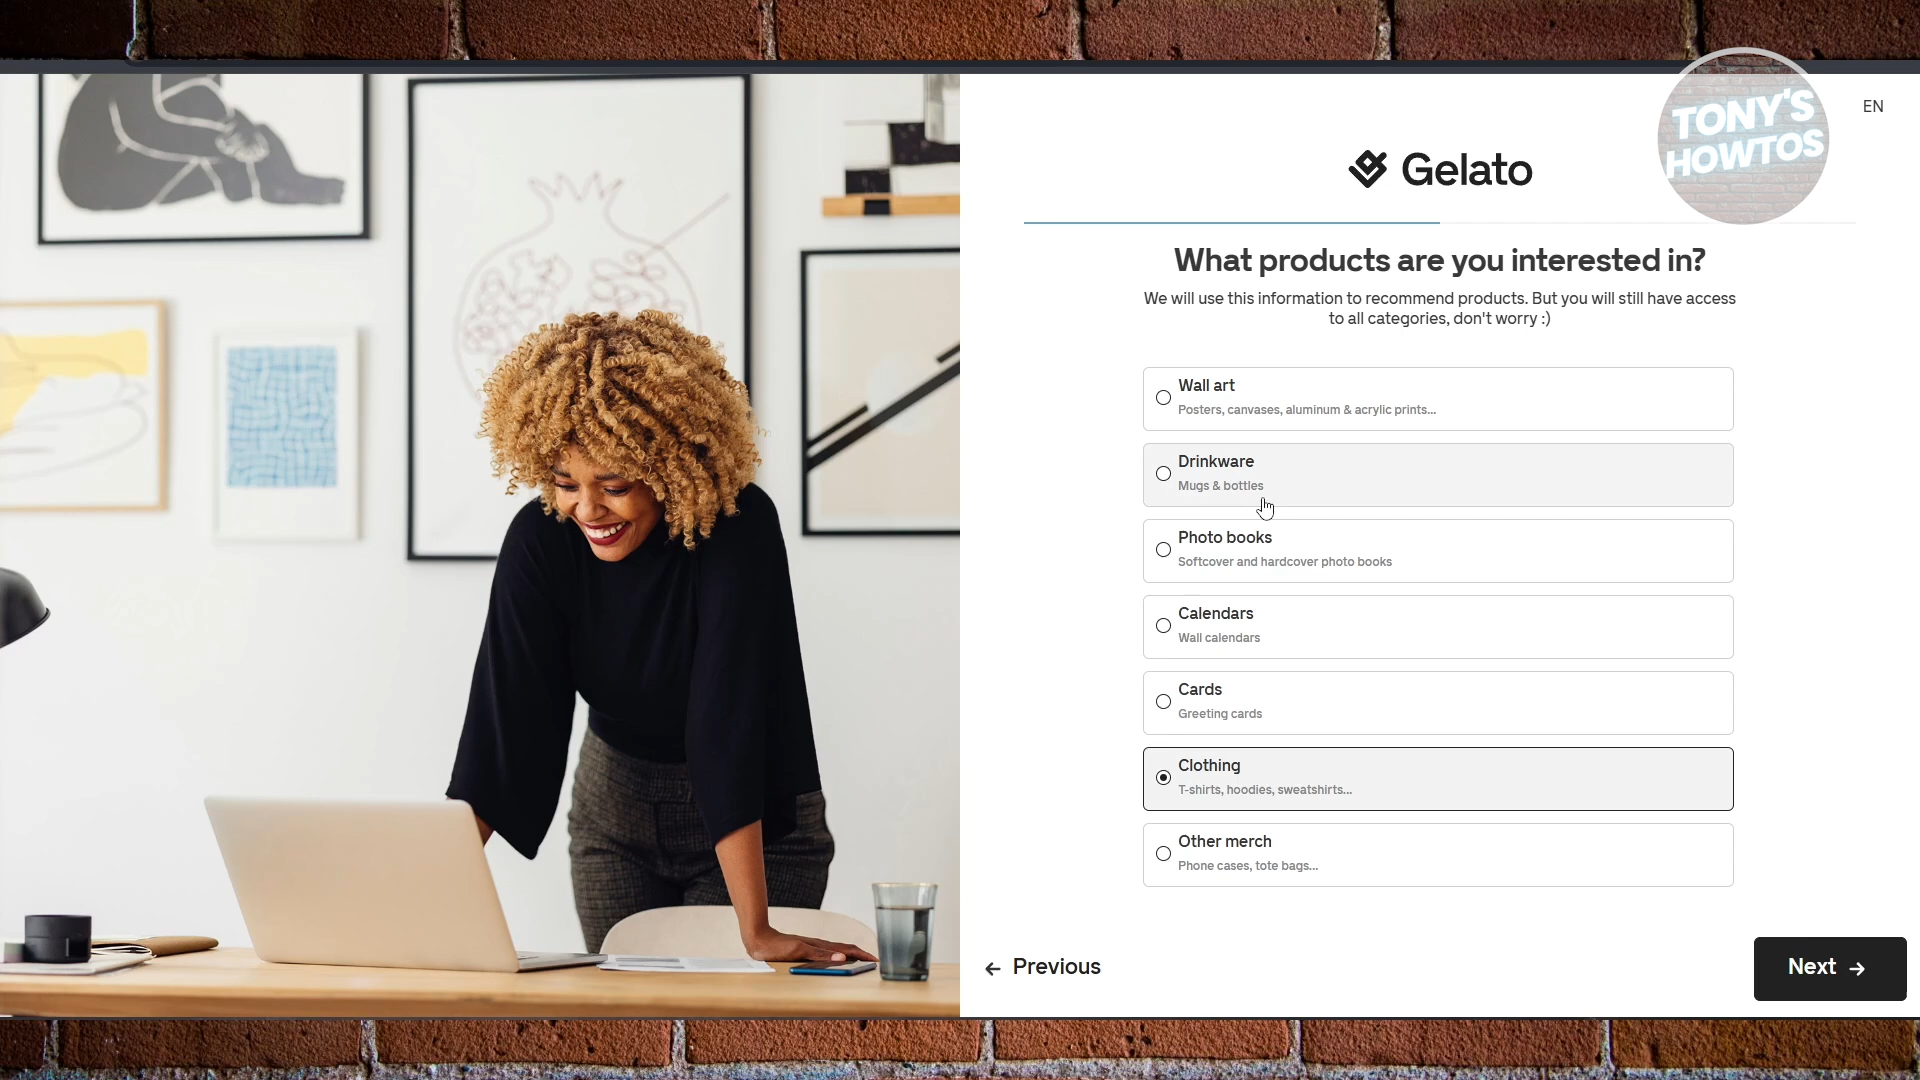 TONY'S
HOWTOS
EN
Gelato
What products are you interested in?
We will use this information to recommend products. But you will still have access
to all categories, don't worry :)
Wall art
Posters, canvases, aluminum & acrylic prints...
Drinkware
Mugs & bottles
Photo books
Softcover and hardcover photo books
Calendars
Wall calendars
Cards
Greeting cards
Clothing
T-shirts, hoodies, sweatshirts...
Other merch
Phone cases, tote bags...
← Previous
Next →